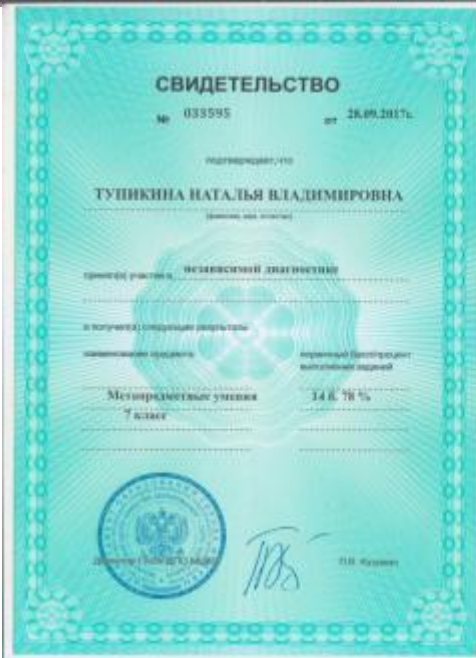 СВИДЕТЕЛЬСТВО
№ 033595 от 28.09.2017г.
подтверждает, что
ТУПИКИНА НАТАЛЬЯ ВЛАДИМИРОВНА
(фамилия, имя, отчество)
принял(а) участие в независимой диагностике
и получил(а) следующие результаты
наименование предмета
первичный балл/процент
выполнения заданий
Метапредметные умения 14 б. 78 %
7 класс
Директор